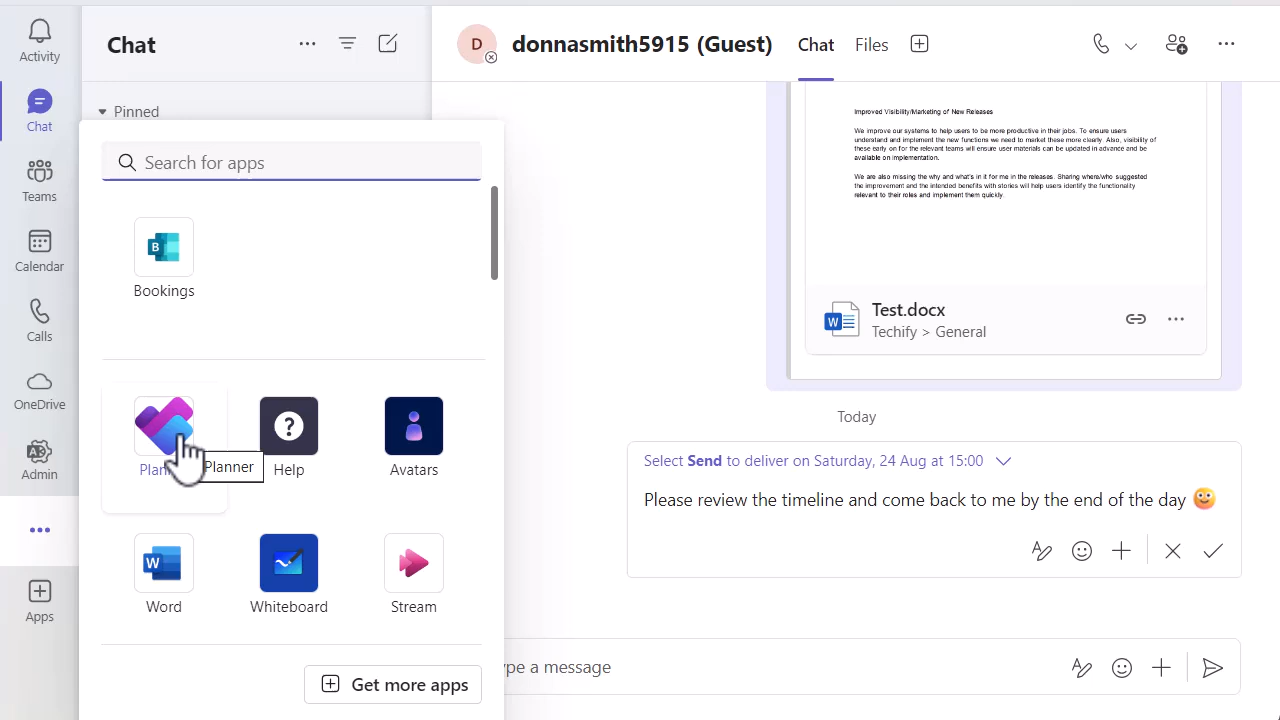 Activity
Chat
Teams
Calendar
Calls
OneDrive
Admin
Apps
Chat
Pinned
Search for apps
B
Bookings
Planner
Help
Avatars
W
Word
Whiteboard
Stream
Get more apps
D
donnasmith5915 (Guest)
Chat
Files
Improved Visibility/Marketing of New Releases
We improve our systems to help users to be more productive in their jobs. To ensure users
understand and implement the new functions we need to market these more clearly. Also, visibility of
these early on for the relevant teams will ensure user materials can be updated in advance and be
available on implementation.
We are also missing the why and what's in it for me in the releases. Sharing where/who suggested
the improvement and the intended benefits with stories will help users identify the functionality
relevant to their roles and implement them quickly.
W
Test.docx
Techify > General
Today
Select Send to deliver on Saturday, 24 Aug at 15:00
Please review the timeline and come back to me by the end of the day
ype a message